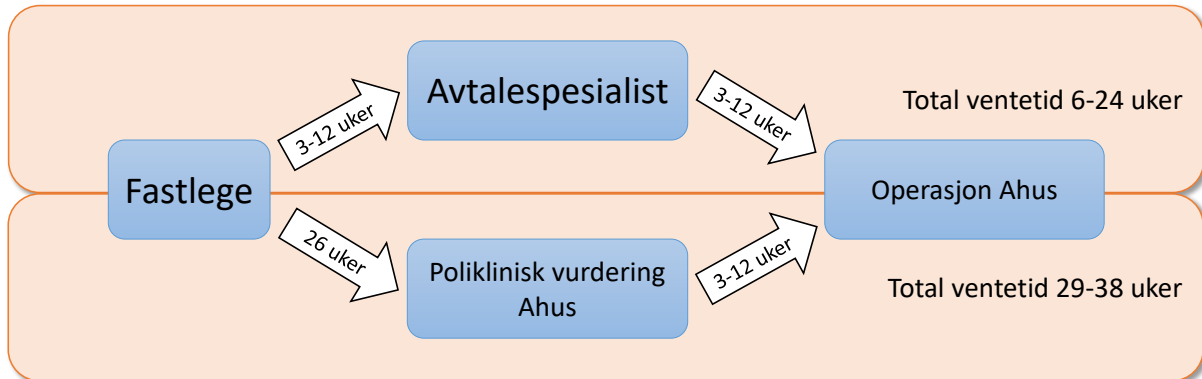 Avtalespesialist
3-12 uker
3-12 uker
Total ventetid 6-24 uker
Fastlege
Operasjon Ahus
26 uker
Poliklinisk vurdering
Ahus
3-12 uker
Total ventetid 29-38 uker